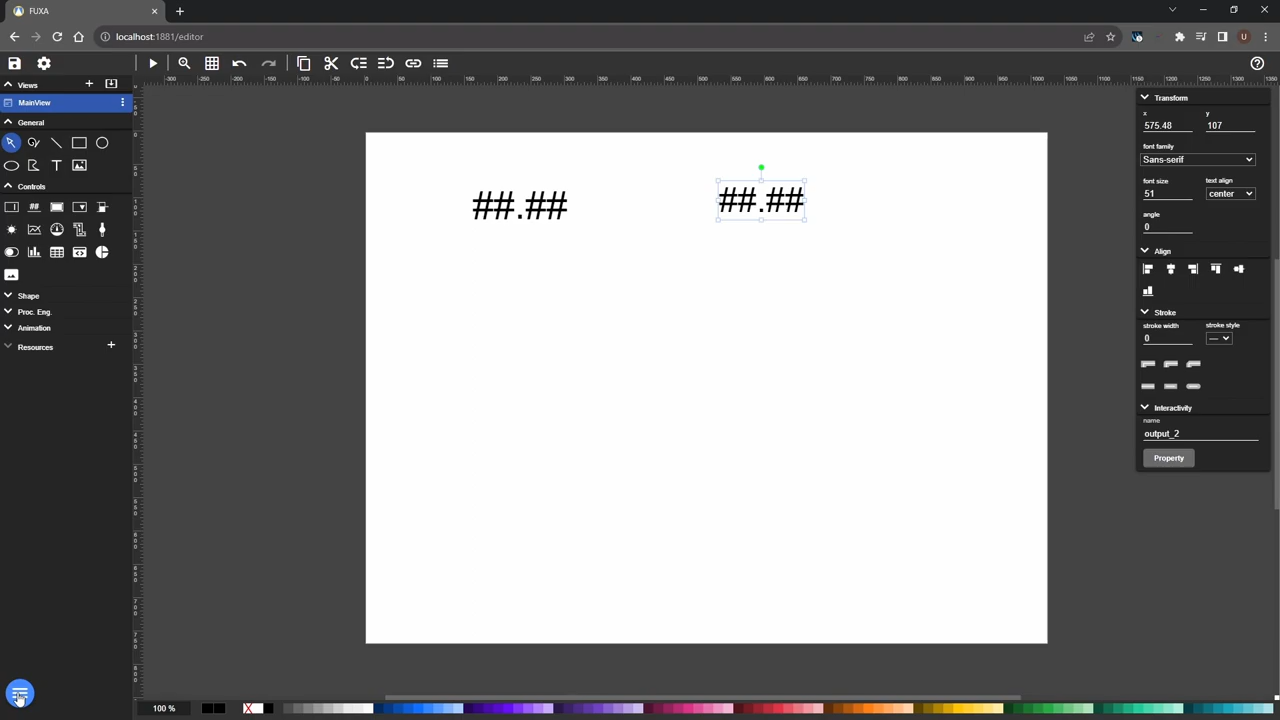 FUXA
localhost:1881/editor
U
Views
MainView
General
Controls
Shape
Proc. Eng.
Animation
Resources
##.##
##.##
Transform
x y
575.48 107
font family
Sans-serif
font size text align
51 center
angle
0
Align
Stroke
stroke width stroke style
0
Interactivity
name
output_2
Property
100 %